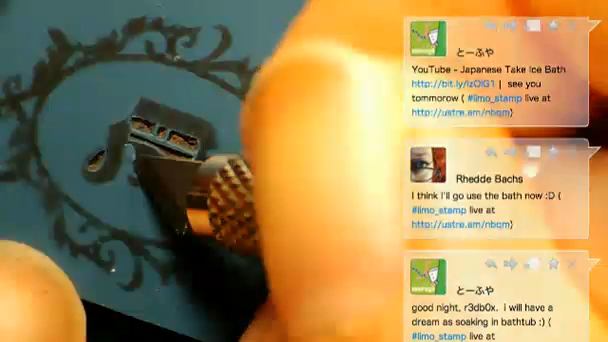 とーふや
YouTube - Japanese Take Ice Bath
http://bit.ly/izOlG1 | see you
tommorow ( #limo_stamp live at
http://ustre.am/nbqm)
Rhedde Bachs
I think I'll go use the bath now :D (
#limo_stamp live at
http://ustre.am/nbqm)
とーふや
good night, r3db0x. i will have a
dream as soaking in bathtub :) (
#limo_stamp live at